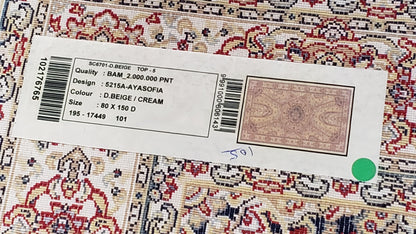 SC6701-D.BEIGE TOP - 5
Quality : BAM_2.000.000 PNT
Design : 5215A-AYASOFIA
Colour : D.BEIGE / CREAM
Size : 80 X 150 D
195 - 17449 101
102175765